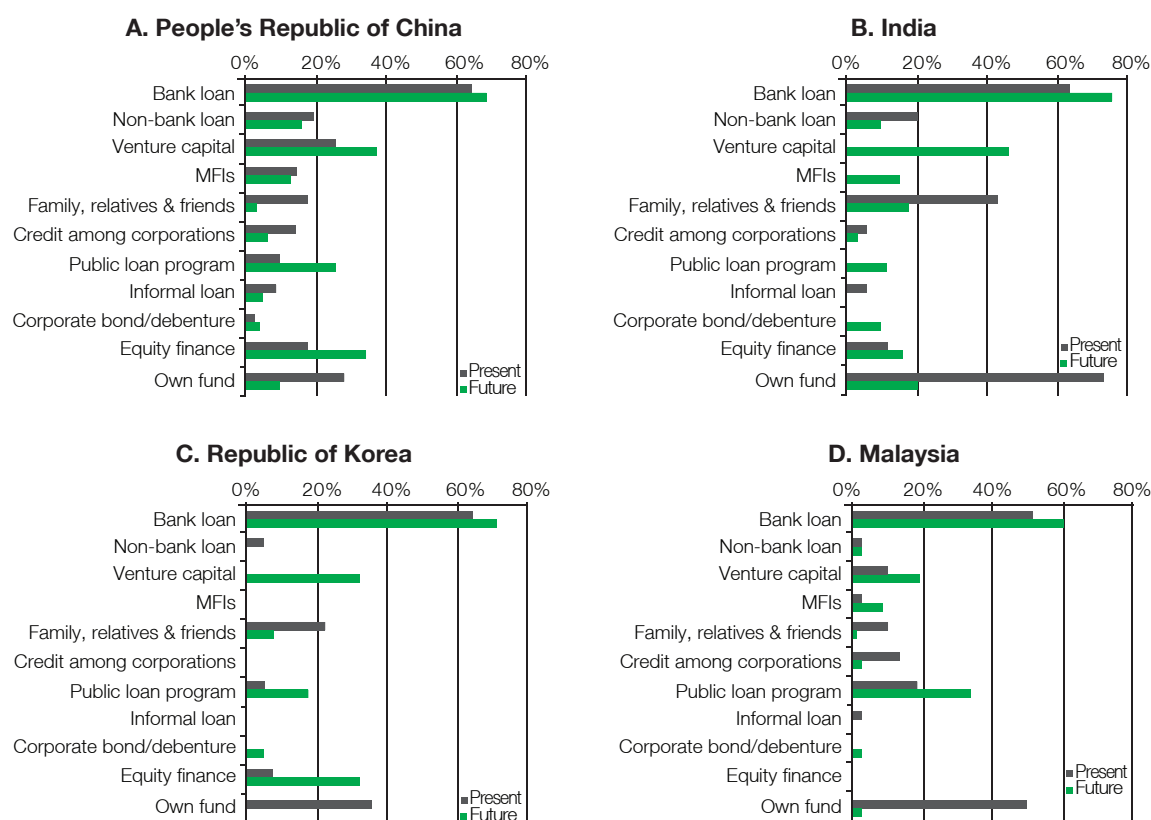 A. People's Republic of China
0% 20% 40% 60% 80%
Bank loan
Non-bank loan
Venture capital
MFIs
Family, relatives & friends
Credit among corporations
Public loan program
Informal loan
Corporate bond/debenture
Equity finance
Own fund
Present
Future
B. India
0% 20% 40% 60% 80%
Bank loan
Non-bank loan
Venture capital
MFIs
Family, relatives & friends
Credit among corporations
Public loan program
Informal loan
Corporate bond/debenture
Equity finance
Own fund
Present
Future
C. Republic of Korea
0% 20% 40% 60% 80%
Bank loan
Non-bank loan
Venture capital
MFIs
Family, relatives & friends
Credit among corporations
Public loan program
Informal loan
Corporate bond/debenture
Equity finance
Own fund
Present
Future
D. Malaysia
0% 20% 40% 60% 80%
Bank loan
Non-bank loan
Venture capital
MFIs
Family, relatives & friends
Credit among corporations
Public loan program
Informal loan
Corporate bond/debenture
Equity finance
Own fund
Present
Future